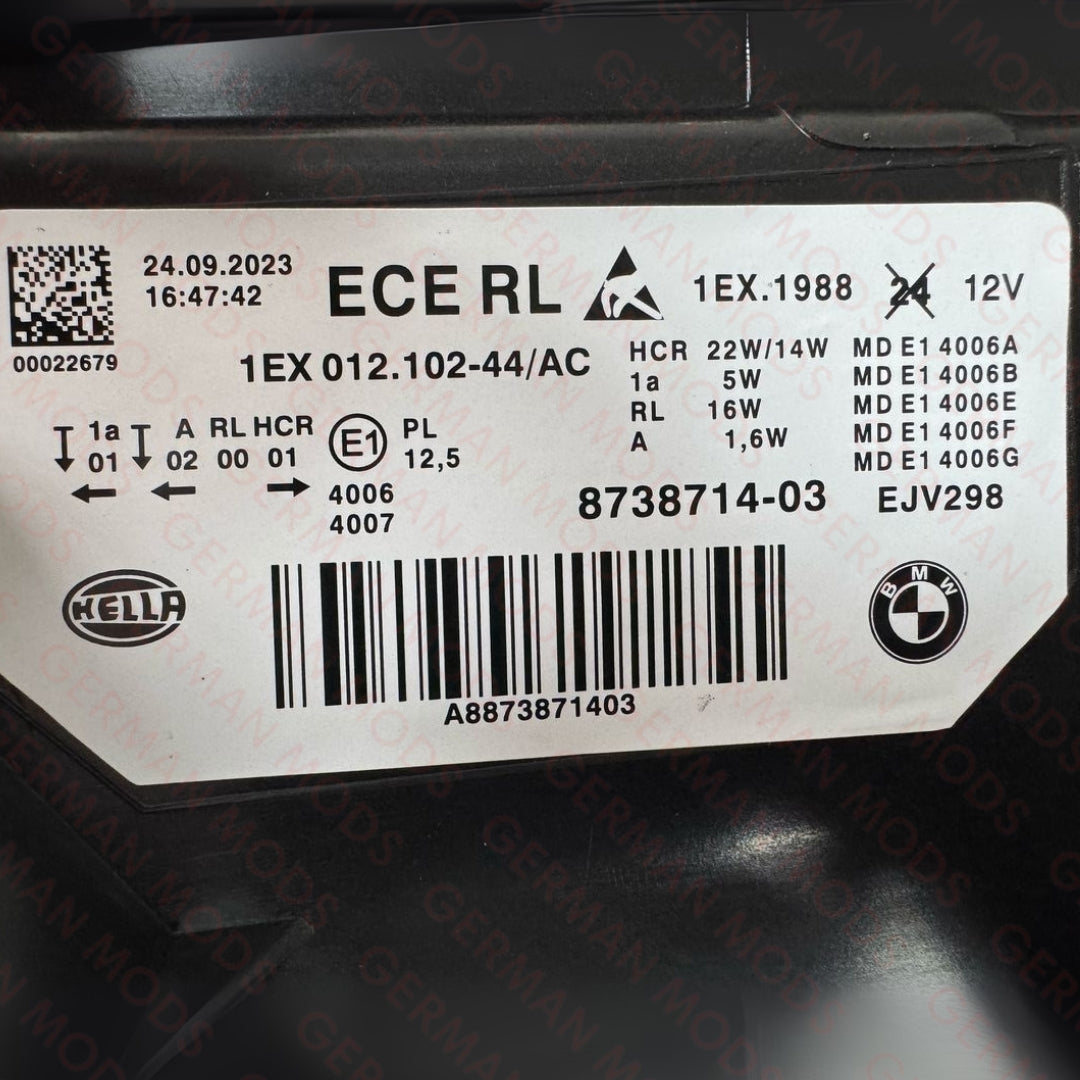 24.09.2023
16:47:42
00022679
ECE RL
1EX.1988
24
12V
1EX 012.102-44/AC
HCR 22W/14W
1a 5W
RL 16W
A 1,6W
MD E1 4006A
MD E1 4006B
MD E1 4006E
MD E1 4006F
MD E1 4006G
1a A RL HCR
01 02 00 01
E1
PL
12,5
4006
4007
8738714-03
EJV298
HELLA
BMW
A8873871403
GERMAN MODS